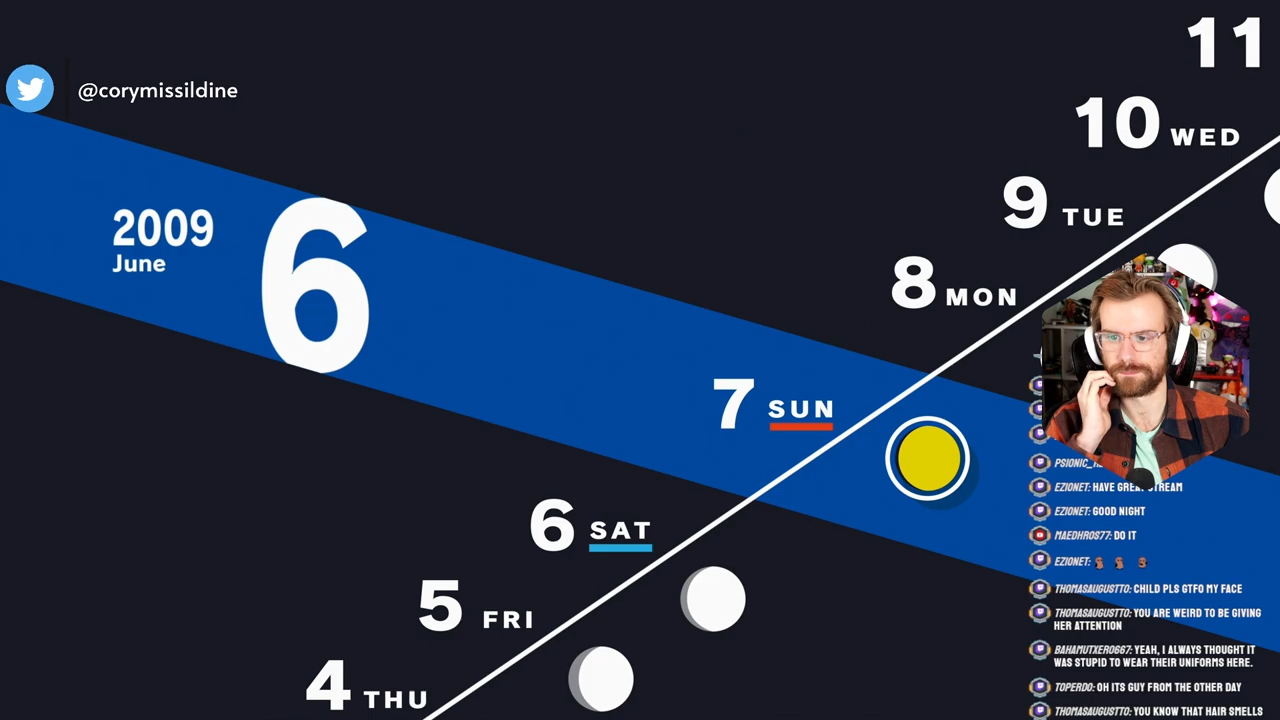 11
10 WED
@corymissildine
9 TUE
2009
June
6
8 MON
7 SUN
EZIONET: HAVE GREAT STREAM
EZIONET: GOOD NIGHT
6 SAT
MAEDHROS77: DO IT
EZIONET:
THOMASAUGUSTTO: CHILD PLS GTFO MY FACE
5 FRI
THOMASAUGUSTTO: YOU ARE WEIRD TO BE GIVING
HER ATTENTION
BAHAMUTXERO667: YEAH, I ALWAYS THOUGHT IT
WAS STUPID TO WEAR THEIR UNIFORMS HERE.
4 THU
TOPERDO: OH ITS GUY FROM THE OTHER DAY
THOMASAUGUSTTO: YOU KNOW THAT HAIR SMELLS